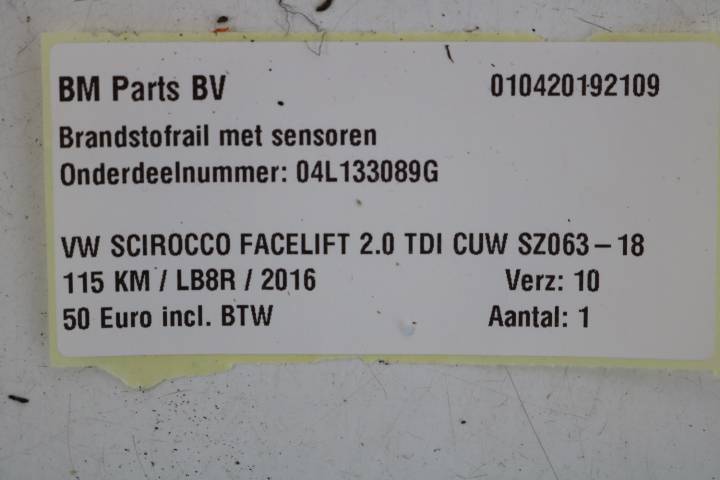 BM Parts BV 010420192109
Brandstofrail met sensoren
Onderdeelnummer: 04L133089G
VW SCIROCCO FACELIFT 2.0 TDI CUW SZ063-18
115 KM / LB8R / 2016 Verz: 10
50 Euro incl. BTW Aantal: 1